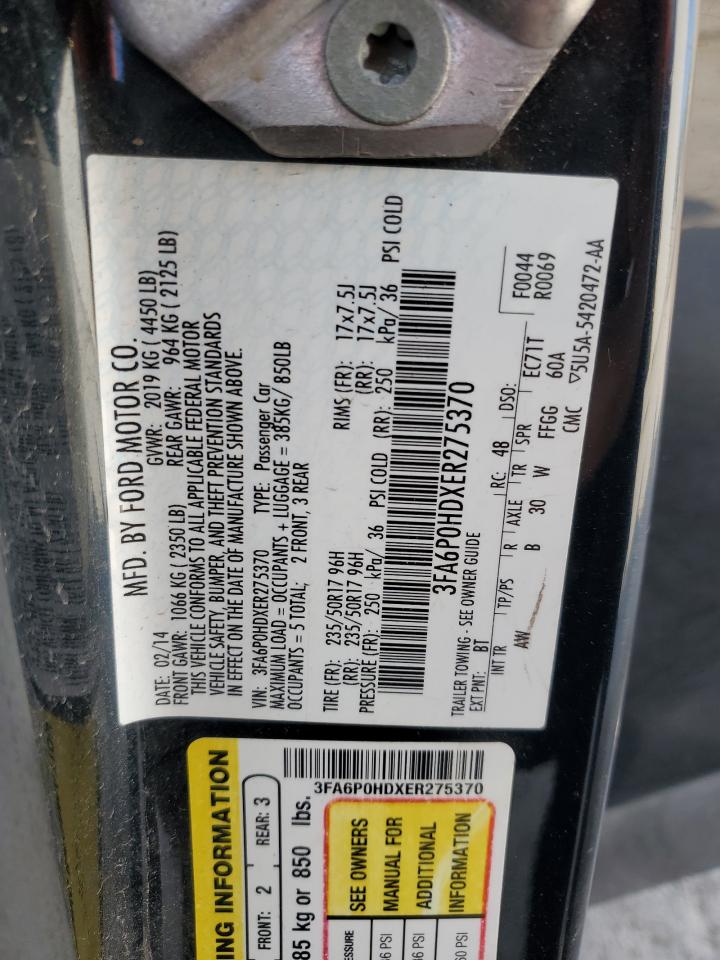 MFD. BY FORD MOTOR CO.
DATE: 02/14 GVWR: 2019 KG ( 4450 LB)
FRONT GAWR: 1066 KG ( 2350 LB) REAR GAWR: 964 KG ( 2125 LB)
THIS VEHICLE CONFORMS TO ALL APPLICABLE FEDERAL MOTOR
VEHICLE SAFETY, BUMPER, AND THEFT PREVENTION STANDARDS
IN EFFECT ON THE DATE OF MANUFACTURE SHOWN ABOVE.
VIN: 3FA6P0HDXER275370 TYPE: Passenger Car
MAXIMUM LOAD = OCCUPANTS + LUGGAGE = 385KG/ 850LB
OCCUPANTS = 5 TOTAL; 2 FRONT, 3 REAR
TIRE (FR): 235/50R17 96H RIMS (FR): 17x7.5J
(RR): 235/50R17 96H (RR): 17x7.5J
PRESSURE (FR): 250 kPa/ 36 PSI COLD (RR): 250 kPa/ 36 PSI COLD
3FA6P0HDXER275370
TRAILER TOWING - SEE OWNER GUIDE
EXT PNT: BT RC: 48 DSO: F0044
INT TR TP/PS R AXLE TR SPR EC71T R0069
AW B 30 W FFGG 60A
CMC ▽5U5A-5420472-AA
ING INFORMATION
FRONT: 2 REAR: 3
85 kg or 850 lbs.
3FA6P0HDXER275370
SEE OWNERS
MANUAL FOR
ADDITIONAL
INFORMATION
PSI
PSI
60 PSI